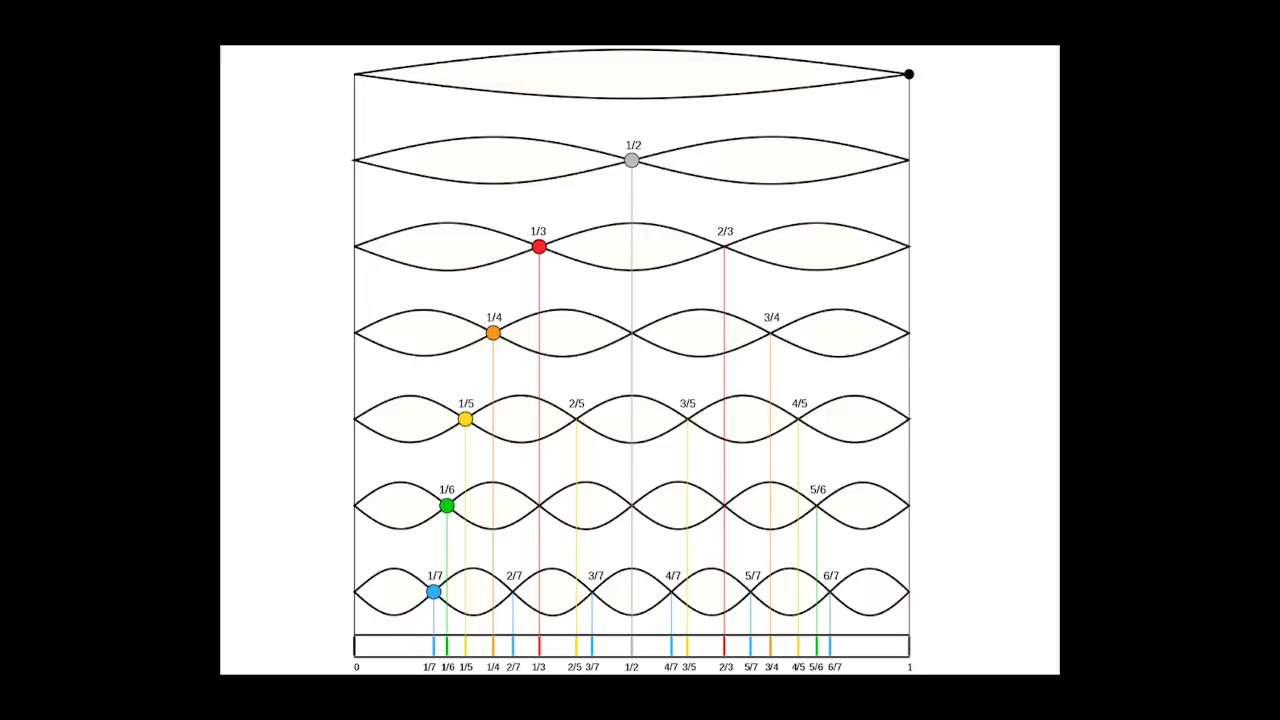 1/2
1/3 2/3
1/4 3/4
1/5 2/5 3/5 4/5
1/6 5/6
1/7 2/7 3/7 4/7 5/7 6/7
0 1/7 1/6 1/5 1/4 2/7 1/3 2/5 3/7 1/2 4/7 3/5 2/3 5/7 3/4 4/5 5/6 6/7 1